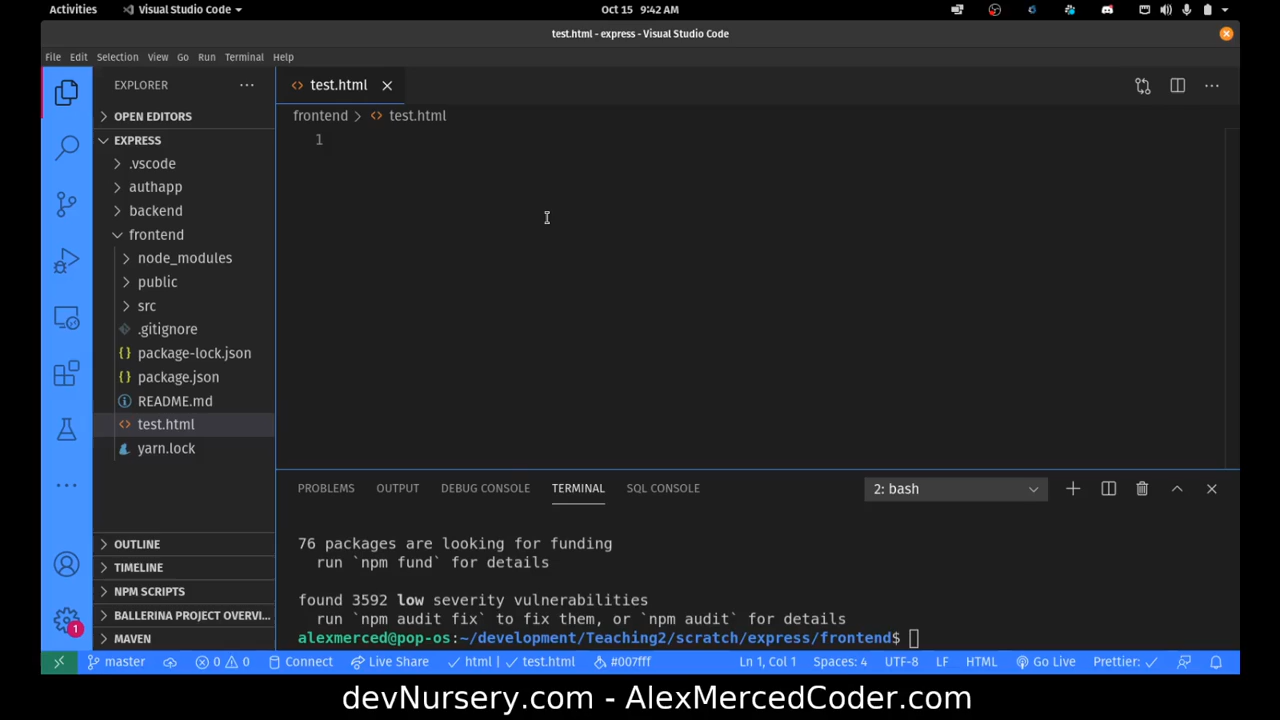 Activities
Visual Studio Code
Oct 15 9:42 AM
test.html - express - Visual Studio Code
File Edit Selection View Go Run Terminal Help
EXPLORER
OPEN EDITORS
EXPRESS
.vscode
authapp
backend
frontend
node_modules
public
src
.gitignore
package-lock.json
package.json
README.md
test.html
yarn.lock
OUTLINE
TIMELINE
NPM SCRIPTS
BALLERINA PROJECT OVERVI...
MAVEN
1
test.html
frontend > test.html
1
PROBLEMS OUTPUT DEBUG CONSOLE TERMINAL SQL CONSOLE
2: bash
76 packages are looking for funding
run `npm fund` for details
found 3592 low severity vulnerabilities
run `npm audit fix` to fix them, or `npm audit` for details
alexmerced@pop-os:~/development/Teaching2/scratch/express/frontend$
master 0 0 Connect Live Share html | test.html #007fff Ln 1, Col 1 Spaces: 4 UTF-8 LF HTML Go Live Prettier:
devNursery.com - AlexMercedCoder.com